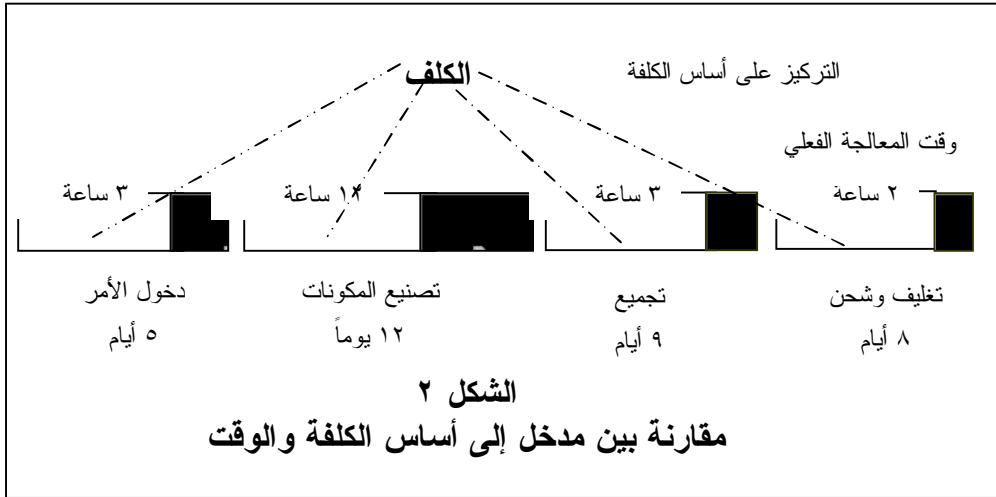 التركيز على أساس الكلفة
الكلف
وقت المعالجة الفعلي
٢ ساعة
٣ ساعة
ساعة
٣ ساعة
تغليف وشحن
٨ أيام
تجميع
٩ أيام
تصنيع المكونات
١٢ يوماً
دخول الأمر
٥ أيام
الشكل ٢
مقارنة بين مدخل إلى أساس الكلفة والوقت